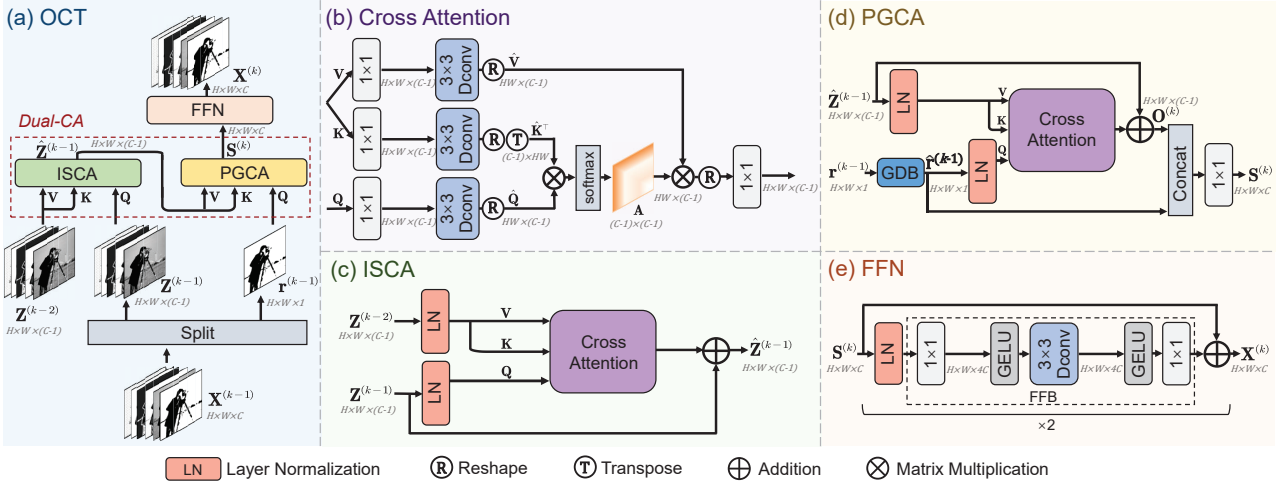 (a) OCT
X^(k)
H×W×C
FFN
H×W×C
Dual-CA
Ẑ^(k−1)
H×W×(C-1)
S^(k)
ISCA
PGCA
V
K
Q
V
K
Q
Z^(k−2)
H×W×(C-1)
Z^(k−1)
H×W×(C-1)
r^(k−1)
H×W×1
Split
X^(k−1)
H×W×C
(b) Cross Attention
V
1×1
H×W×(C-1)
3×3 Dconv
R
V̂
HW×(C-1)
K
1×1
H×W×(C-1)
3×3 Dconv
R
T
K̂^⊤
(C-1)×HW
Q
1×1
H×W×(C-1)
3×3 Dconv
R
Q̂
HW×(C-1)
softmax
A
(C-1)×(C-1)
HW×(C-1)
R
1×1
H×W×(C-1)
(c) ISCA
Z^(k−2)
H×W×(C-1)
LN
V
K
Z^(k−1)
H×W×(C-1)
LN
Q
Cross
Attention
Ẑ^(k−1)
H×W×(C-1)
(d) PGCA
Ẑ^(k−1)
H×W×(C-1)
LN
V
K
Q
Cross
Attention
H×W×(C-1)
O^(k)
r^(k−1)
H×W×1
GDB
r̂^(k-1)
H×W×1
LN
Concat
1×1
S^(k)
H×W×C
(e) FFN
S^(k)
H×W×C
LN
1×1
H×W×4C
GELU
3×3
Dconv
H×W×4C
GELU
1×1
X^(k)
H×W×C
FFB
×2
LN Layer Normalization
R Reshape
T Transpose
Addition
Matrix Multiplication